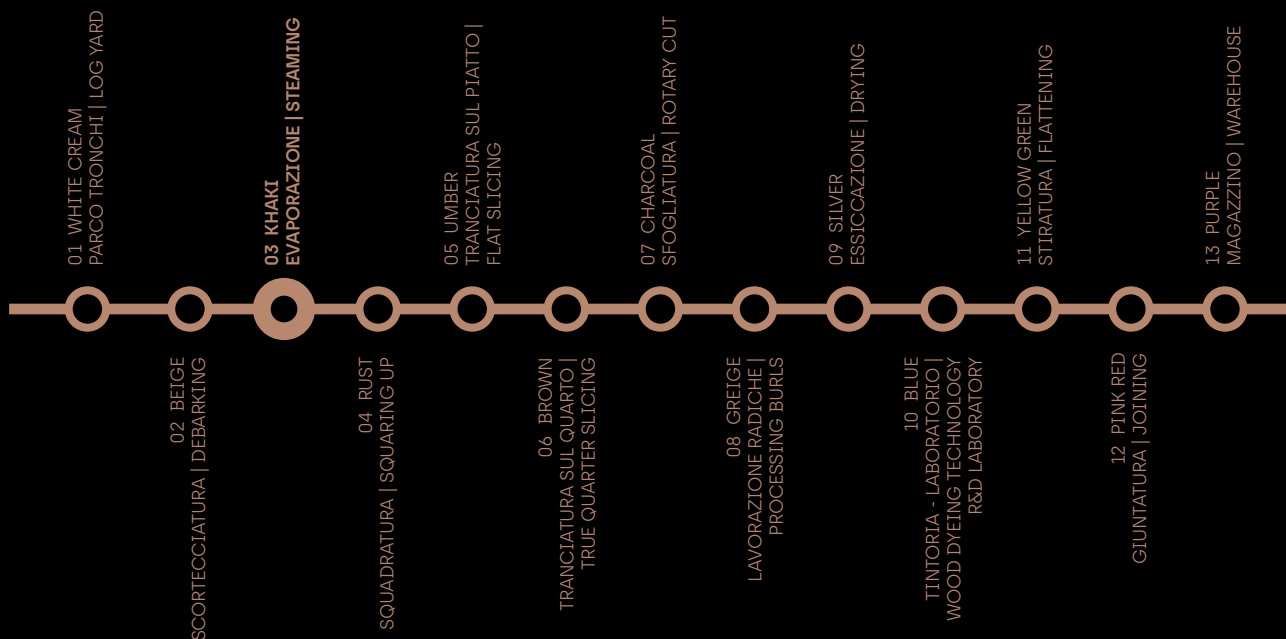 01 WHITE CREAM
PARCO TRONCHI | LOG YARD
02 BEIGE
SCORTECCIATURA | DEBARKING
03 KHAKI
EVAPORAZIONE | STEAMING
04 RUST
SQUADRATURA | SQUARING UP
05 UMBER
TRANCIATURA SUL PIATTO |
FLAT SLICING
06 BROWN
TRANCIATURA SUL QUARTO |
TRUE QUARTER SLICING
07 CHARCOAL
SFOGLIATURA | ROTARY CUT
08 GREIGE
LAVORAZIONE RADICHE |
PROCESSING BURLS
09 SILVER
ESSICCAZIONE | DRYING
10 BLUE
TINTORIA - LABORATORIO |
WOOD DYEING TECHNOLOGY
R&D LABORATORY
11 YELLOW GREEN
STIRATURA | FLATTENING
12 PINK RED
GIUNTATURA | JOINING
13 PURPLE
MAGAZZINO | WAREHOUSE